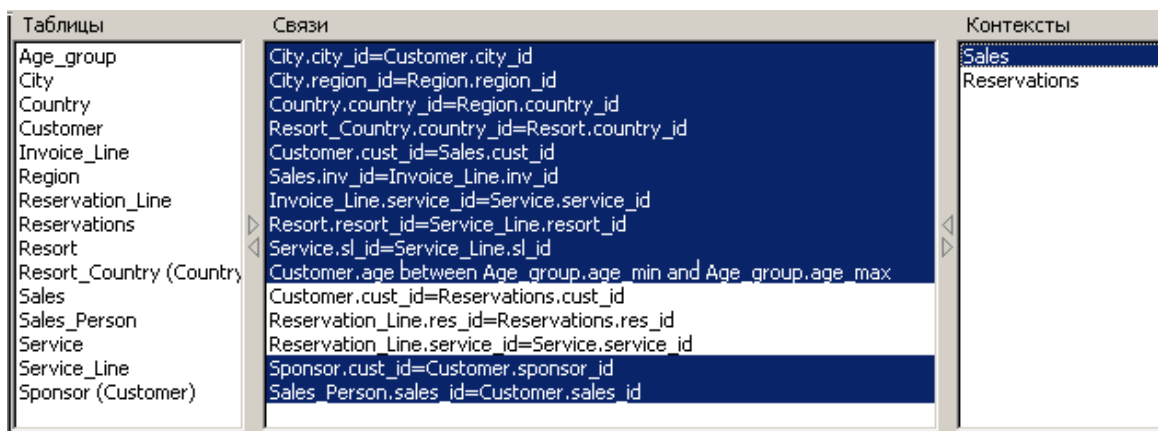 Таблицы
Связи
Контексты
Age_group
City
Country
Customer
Invoice_Line
Region
Reservation_Line
Reservations
Resort
Resort_Country (Country
Sales
Sales_Person
Service
Service_Line
Sponsor (Customer)
City.city_id=Customer.city_id
City.region_id=Region.region_id
Country.country_id=Region.country_id
Resort_Country.country_id=Resort.country_id
Customer.cust_id=Sales.cust_id
Sales.inv_id=Invoice_Line.inv_id
Invoice_Line.service_id=Service.service_id
Resort.resort_id=Service_Line.resort_id
Service.sl_id=Service_Line.sl_id
Customer.age between Age_group.age_min and Age_group.age_max
Customer.cust_id=Reservations.cust_id
Reservation_Line.res_id=Reservations.res_id
Reservation_Line.service_id=Service.service_id
Sponsor.cust_id=Customer.sponsor_id
Sales_Person.sales_id=Customer.sales_id
Sales
Reservations